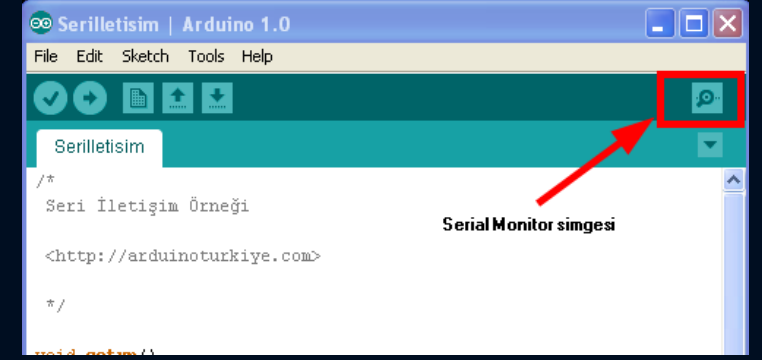 Serilletisim | Arduino 1.0
File Edit Sketch Tools Help
Serilletisim
/*
Seri İletişim Örneği
Serial Monitor simgesi
<http://arduinoturkiye.com>
*/